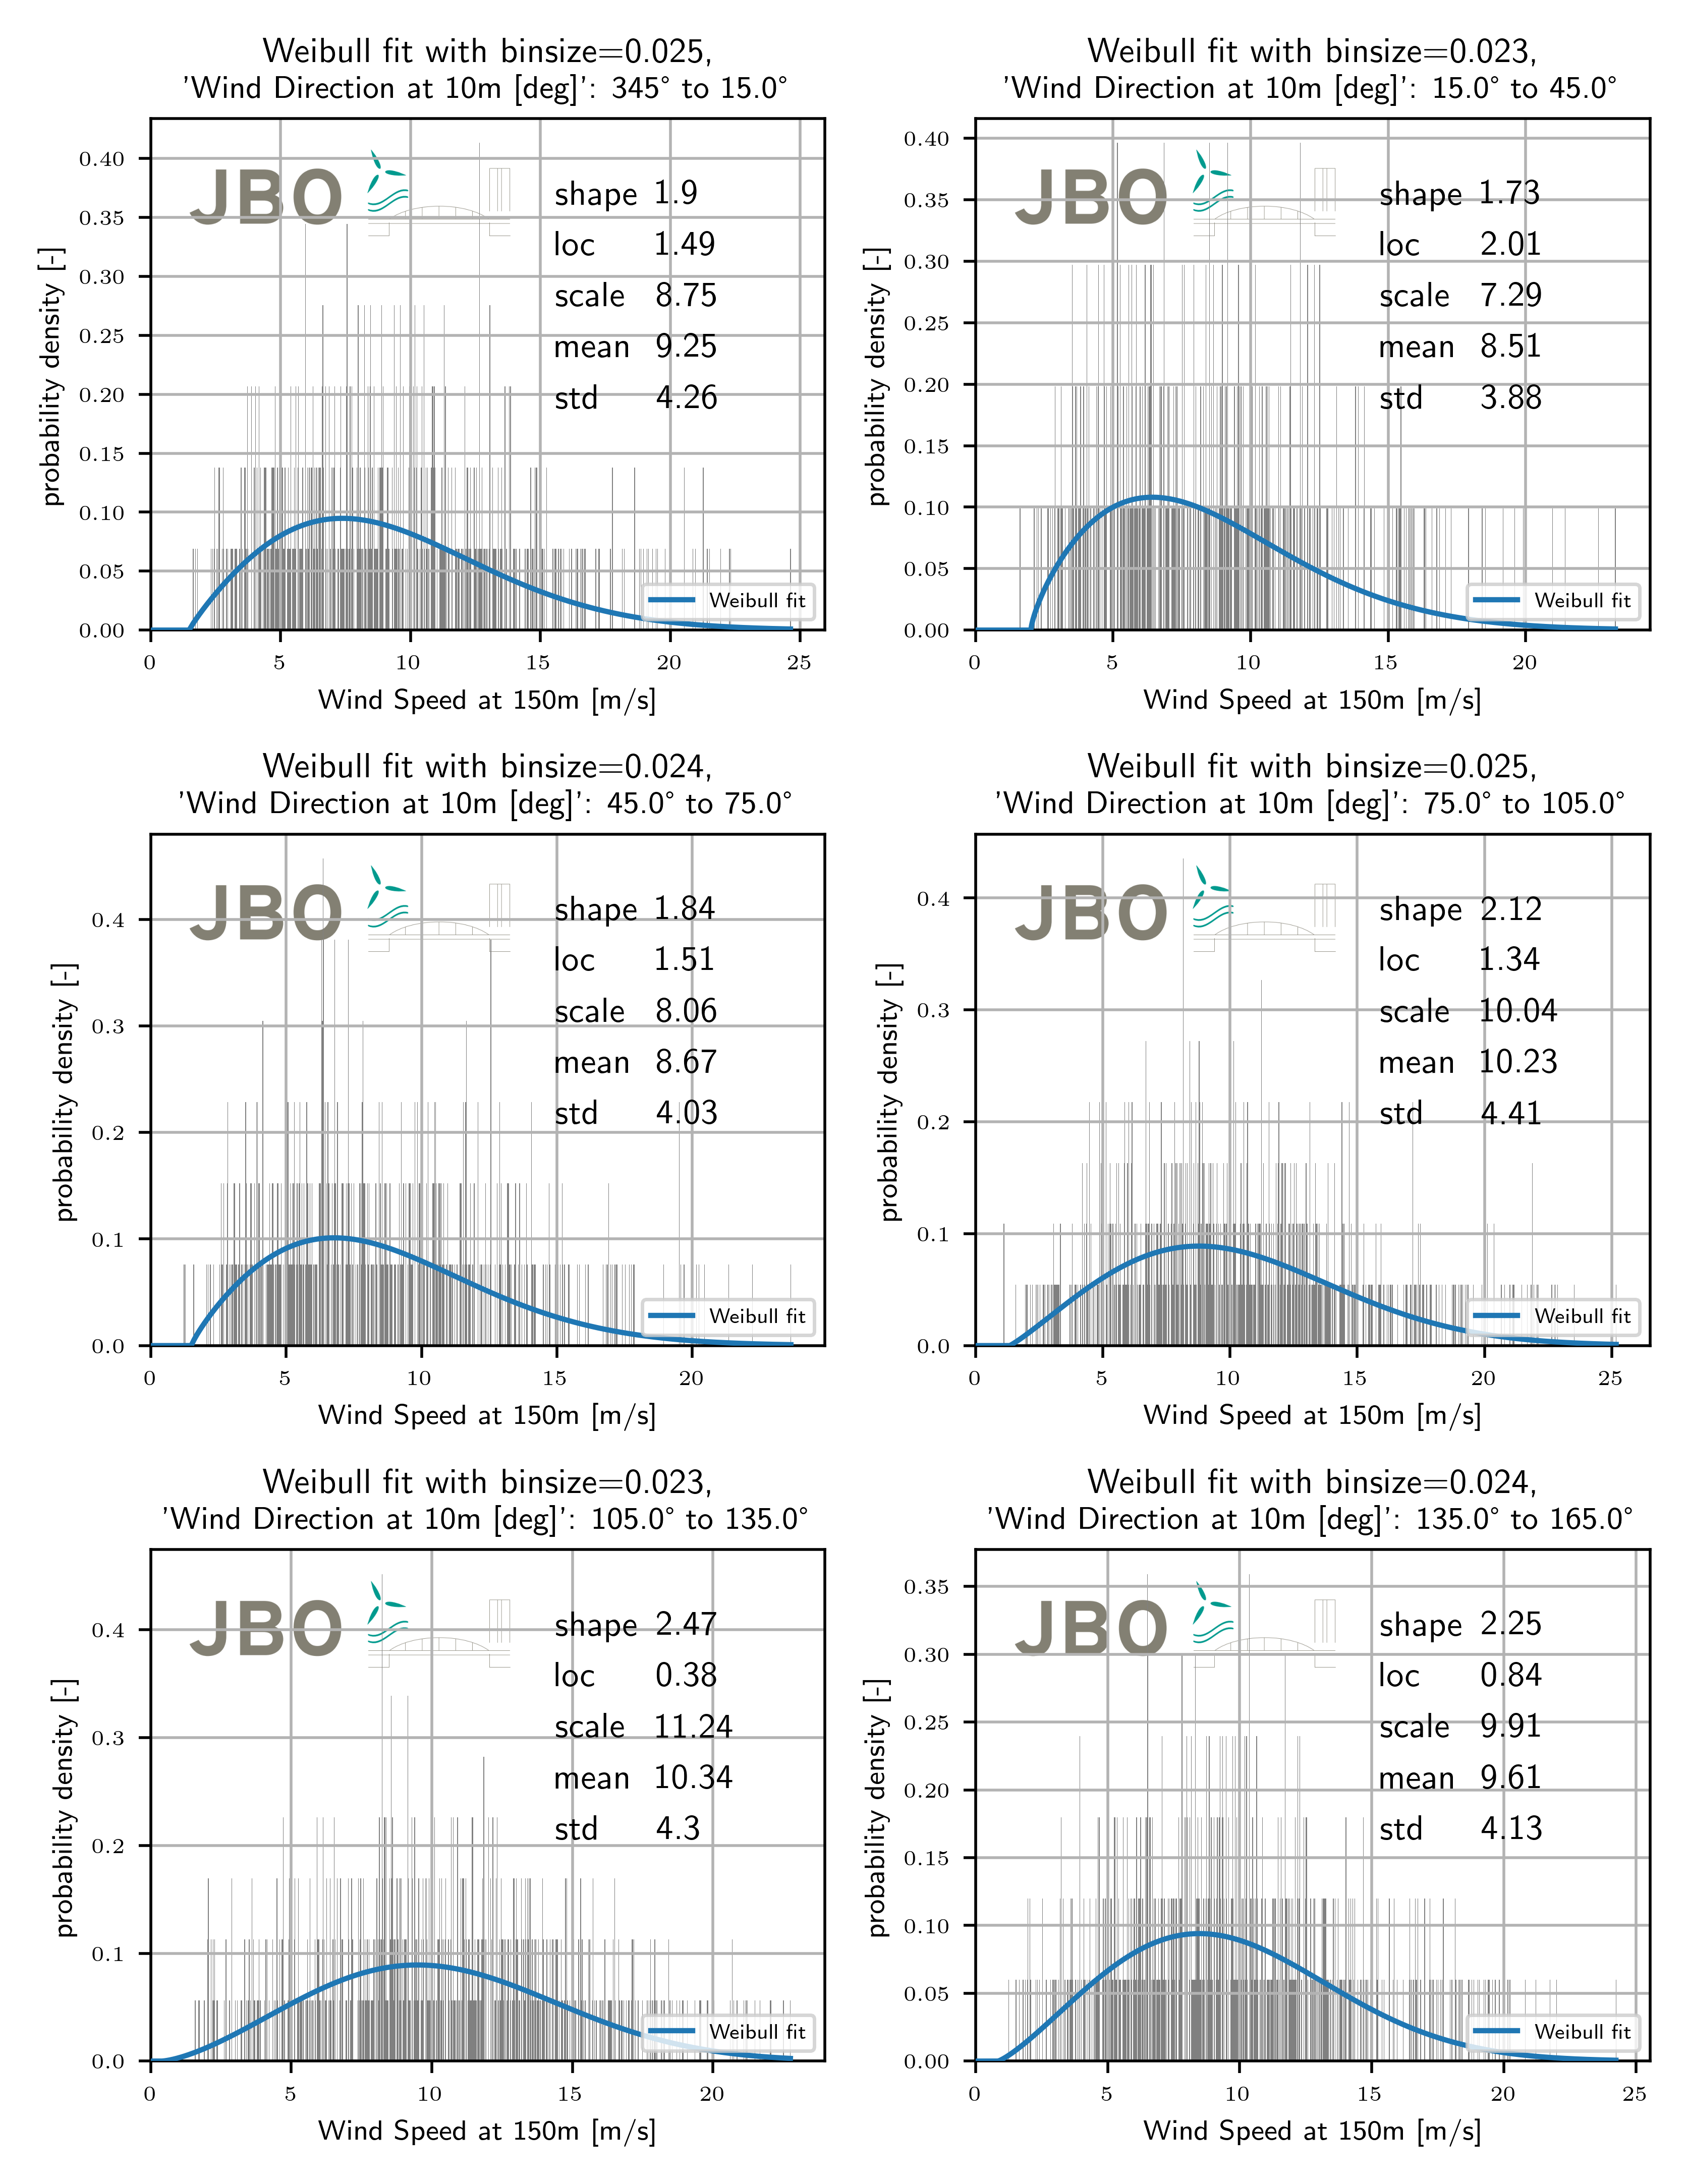 Weibull fit with binsize=0.025,
'Wind Direction at 10m [deg]': 345° to 15.0°
JBO
shape 1.9
loc 1.49
scale 8.75
mean 9.25
std 4.26
0.40
0.35
0.30
0.25
0.20
0.15
0.10
0.05
0.00
probability density [-]
Weibull fit
0 5 10 15 20 25
Wind Speed at 150m [m/s]
Weibull fit with binsize=0.023,
'Wind Direction at 10m [deg]': 15.0° to 45.0°
JBO
shape 1.73
loc 2.01
scale 7.29
mean 8.51
std 3.88
0.40
0.35
0.30
0.25
0.20
0.15
0.10
0.05
0.00
probability density [-]
Weibull fit
0 5 10 15 20
Wind Speed at 150m [m/s]
Weibull fit with binsize=0.024,
'Wind Direction at 10m [deg]': 45.0° to 75.0°
JBO
shape 1.84
loc 1.51
scale 8.06
mean 8.67
std 4.03
0.4
0.3
0.2
0.1
0.0
probability density [-]
Weibull fit
0 5 10 15 20
Wind Speed at 150m [m/s]
Weibull fit with binsize=0.025,
'Wind Direction at 10m [deg]': 75.0° to 105.0°
JBO
shape 2.12
loc 1.34
scale 10.04
mean 10.23
std 4.41
0.4
0.3
0.2
0.1
0.0
probability density [-]
Weibull fit
0 5 10 15 20 25
Wind Speed at 150m [m/s]
Weibull fit with binsize=0.023,
'Wind Direction at 10m [deg]': 105.0° to 135.0°
JBO
shape 2.47
loc 0.38
scale 11.24
mean 10.34
std 4.3
0.4
0.3
0.2
0.1
0.0
probability density [-]
Weibull fit
0 5 10 15 20
Wind Speed at 150m [m/s]
Weibull fit with binsize=0.024,
'Wind Direction at 10m [deg]': 135.0° to 165.0°
JBO
shape 2.25
loc 0.84
scale 9.91
mean 9.61
std 4.13
0.35
0.30
0.25
0.20
0.15
0.10
0.05
0.00
probability density [-]
Weibull fit
0 5 10 15 20 25
Wind Speed at 150m [m/s]